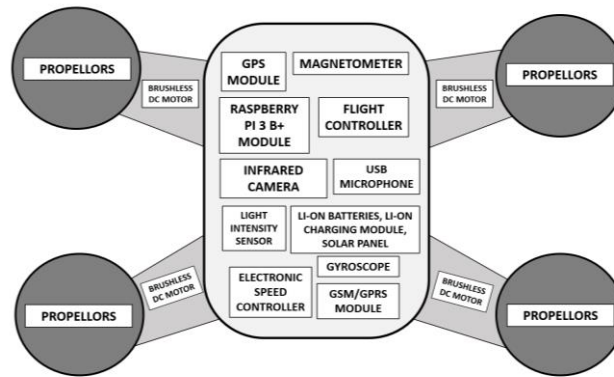 PROPELLORS
BRUSHLESS
DC MOTOR
GPS
MODULE
MAGNETOMETER
BRUSHLESS
DC MOTOR
PROPELLORS
RASPBERRY
PI 3 B+
MODULE
FLIGHT
CONTROLLER
INFRARED
CAMERA
USB
MICROPHONE
LIGHT
INTENSITY
SENSOR
LI-ON BATTERIES, LI-ON
CHARGING MODULE,
SOLAR PANEL
GYROSCOPE
ELECTRONIC
SPEED
CONTROLLER
GSM/GPRS
MODULE
PROPELLORS
BRUSHLESS
DC MOTOR
BRUSHLESS
DC MOTOR
PROPELLORS